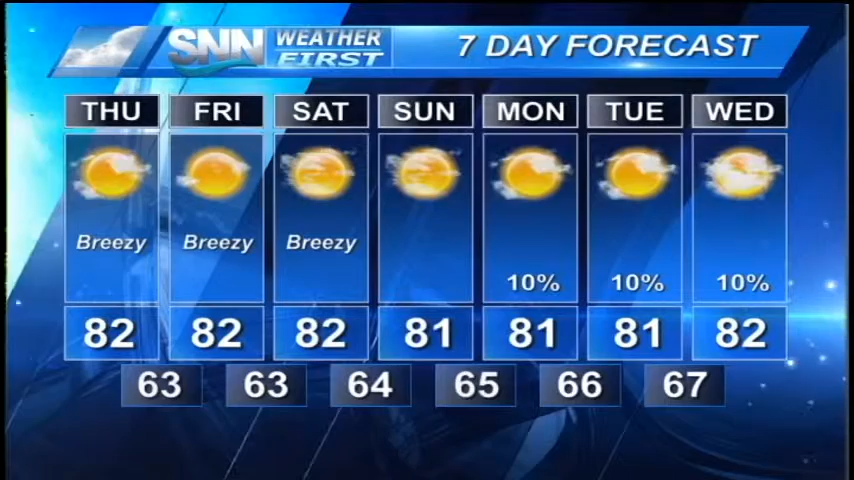 SNN WEATHER FIRST 7 DAY FORECAST
THU FRI SAT SUN MON TUE WED
Breezy Breezy Breezy
10% 10% 10%
82 82 82 81 81 81 82
63 63 64 65 66 67